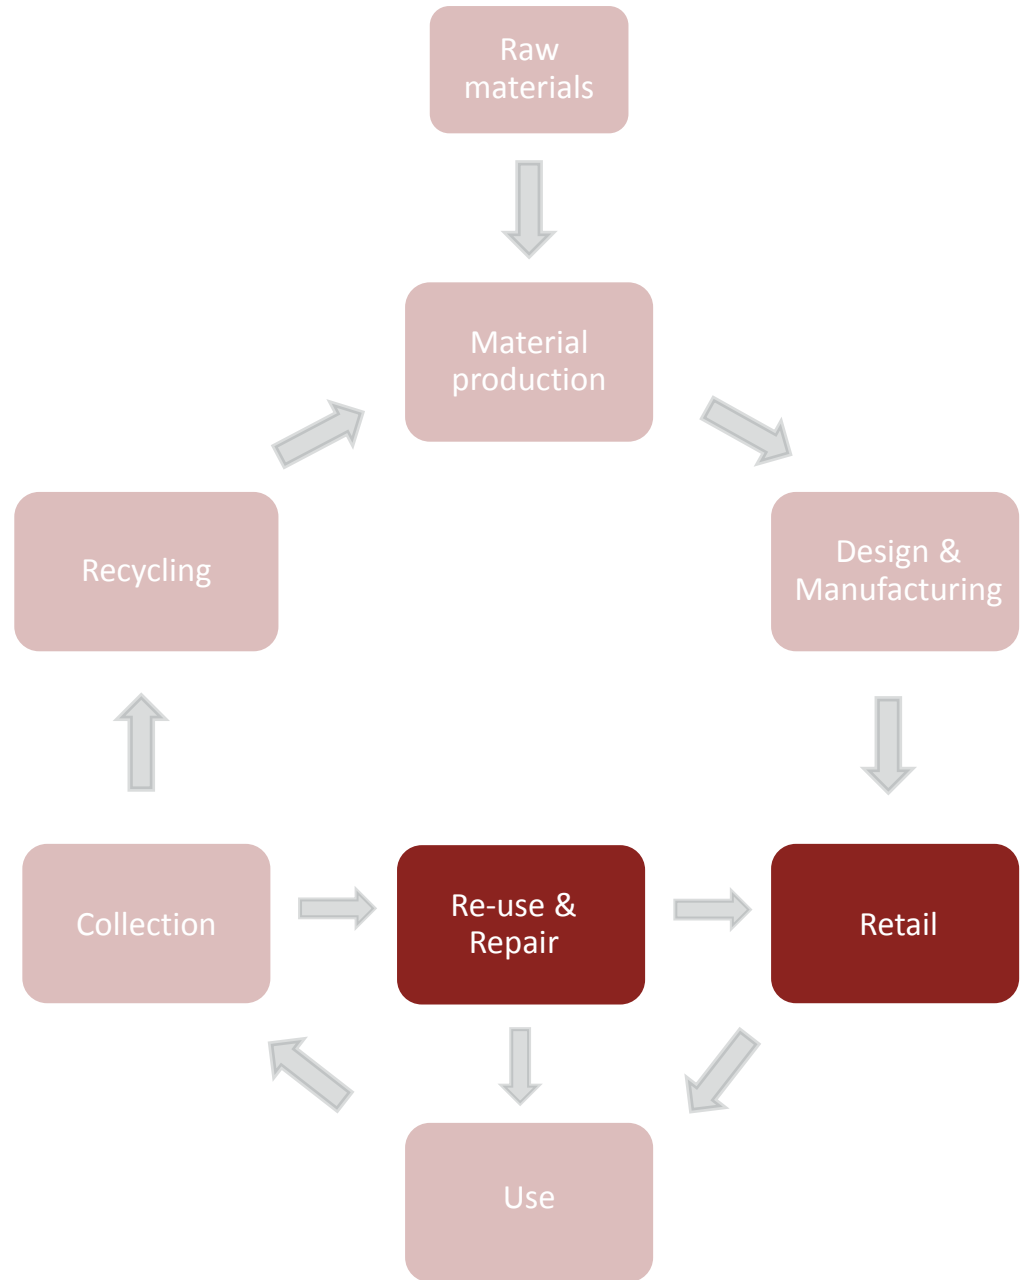 Raw
materials
Material
production
Recycling
Design &
Manufacturing
Collection
Re-use &
Repair
Retail
Use